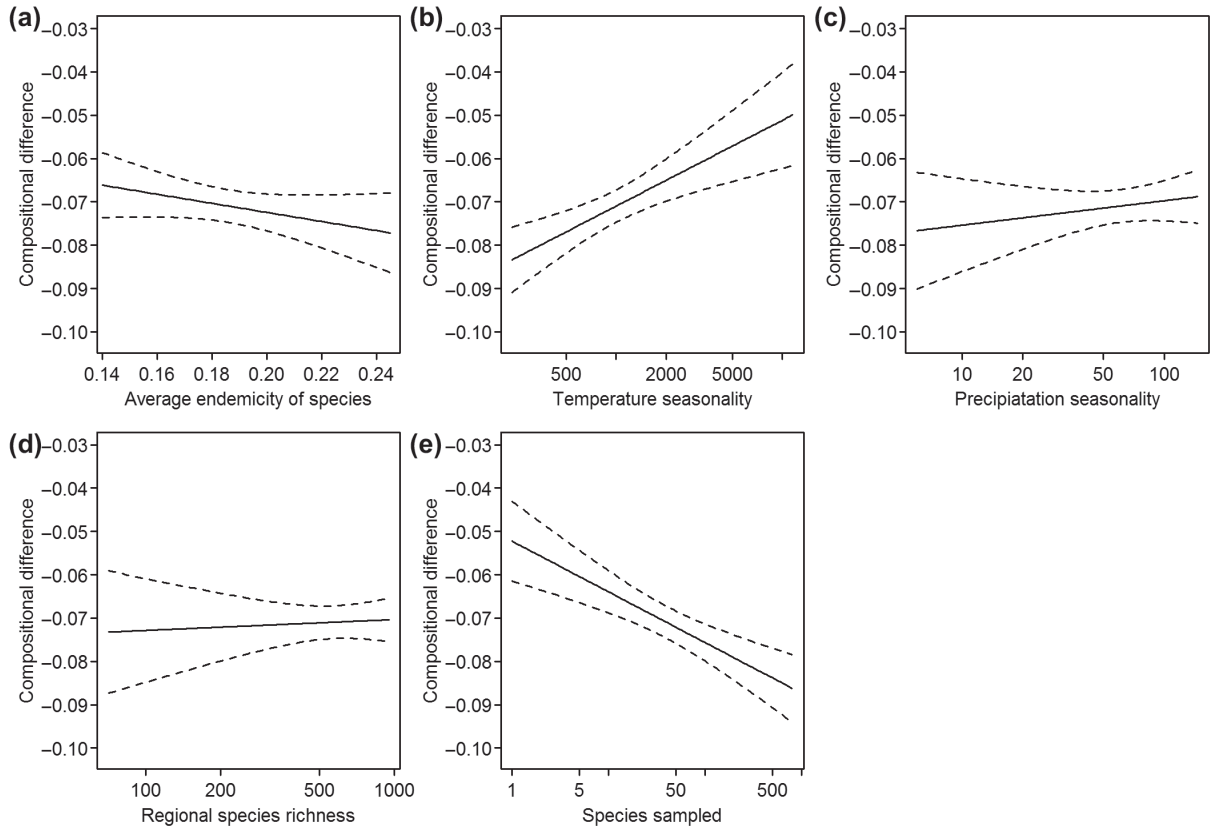 (a)
Compositional difference
−0.03
−0.04
−0.05
−0.06
−0.07
−0.08
−0.09
−0.10
0.14 0.16 0.18 0.20 0.22 0.24
Average endemicity of species
(b)
Compositional difference
−0.03
−0.04
−0.05
−0.06
−0.07
−0.08
−0.09
−0.10
500 2000 5000
Temperature seasonality
(c)
Compositional difference
−0.03
−0.04
−0.05
−0.06
−0.07
−0.08
−0.09
−0.10
10 20 50 100
Precipiatation seasonality
(d)
Compositional difference
−0.03
−0.04
−0.05
−0.06
−0.07
−0.08
−0.09
−0.10
100 200 500 1000
Regional species richness
(e)
Compositional difference
−0.03
−0.04
−0.05
−0.06
−0.07
−0.08
−0.09
−0.10
1 5 50 500
Species sampled